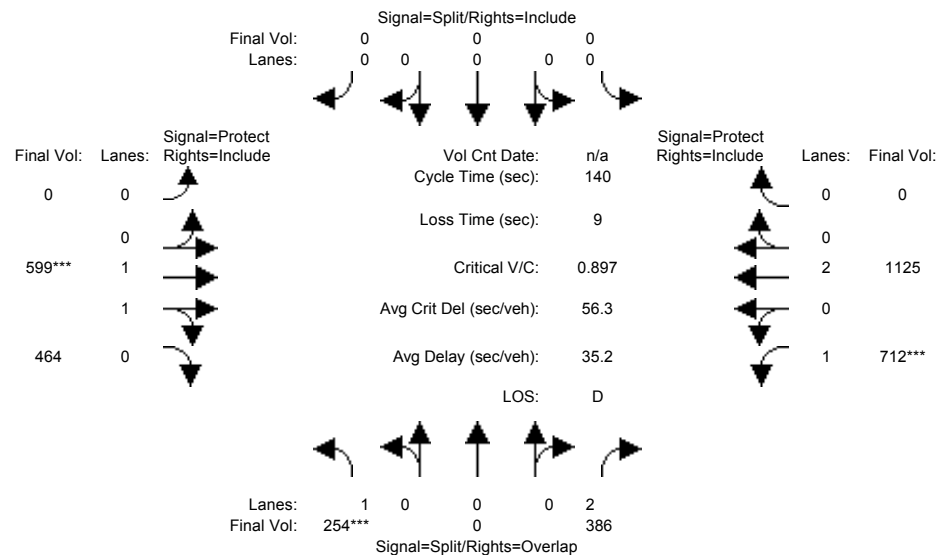 Signal=Split/Rights=Include
Final Vol: 0 0 0
Lanes: 0 0 0 0 0
Signal=Protect Signal=Protect
Final Vol: Lanes: Rights=Include Vol Cnt Date: n/a Rights=Include Lanes: Final Vol:
Cycle Time (sec): 140
0 0 0 0
Loss Time (sec): 9
0 0
599*** 1 Critical V/C: 0.897 2 1125
1 Avg Crit Del (sec/veh): 56.3 0
464 0 Avg Delay (sec/veh): 35.2 1 712***
LOS: D
Lanes: 1 0 0 0 2
Final Vol: 254*** 0 386
Signal=Split/Rights=Overlap